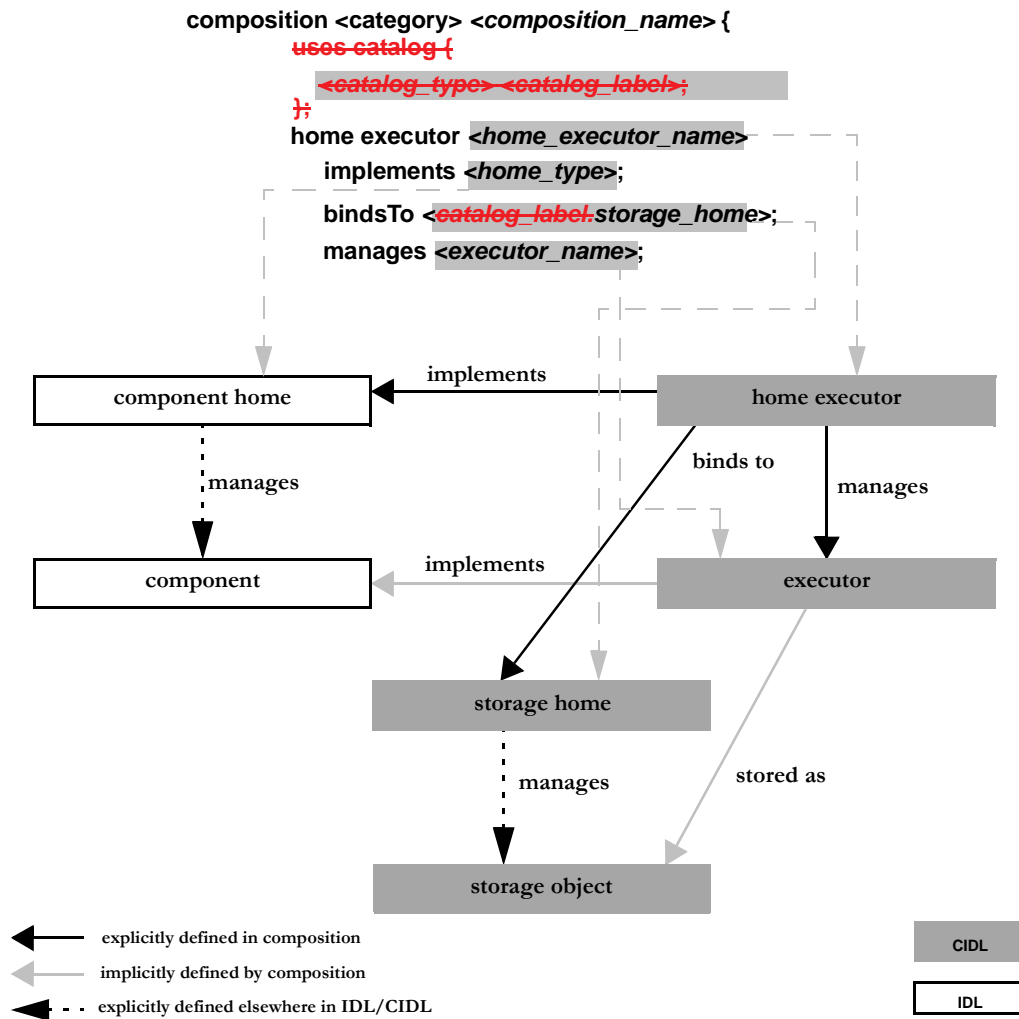 composition <category> <composition_name> {
uses catalog {
<catalog_type> <catalog_label>;
};
home executor <home_executor_name>
implements <home_type>;
bindsTo <catalog_label.storage_home>;
manages <executor_name>;
implements
component home
home executor
binds to
manages
manages
implements
component
executor
storage home
manages
stored as
storage object
explicitly defined in composition
CIDL
implicitly defined by composition
explicitly defined elsewhere in IDL/CIDL
IDL